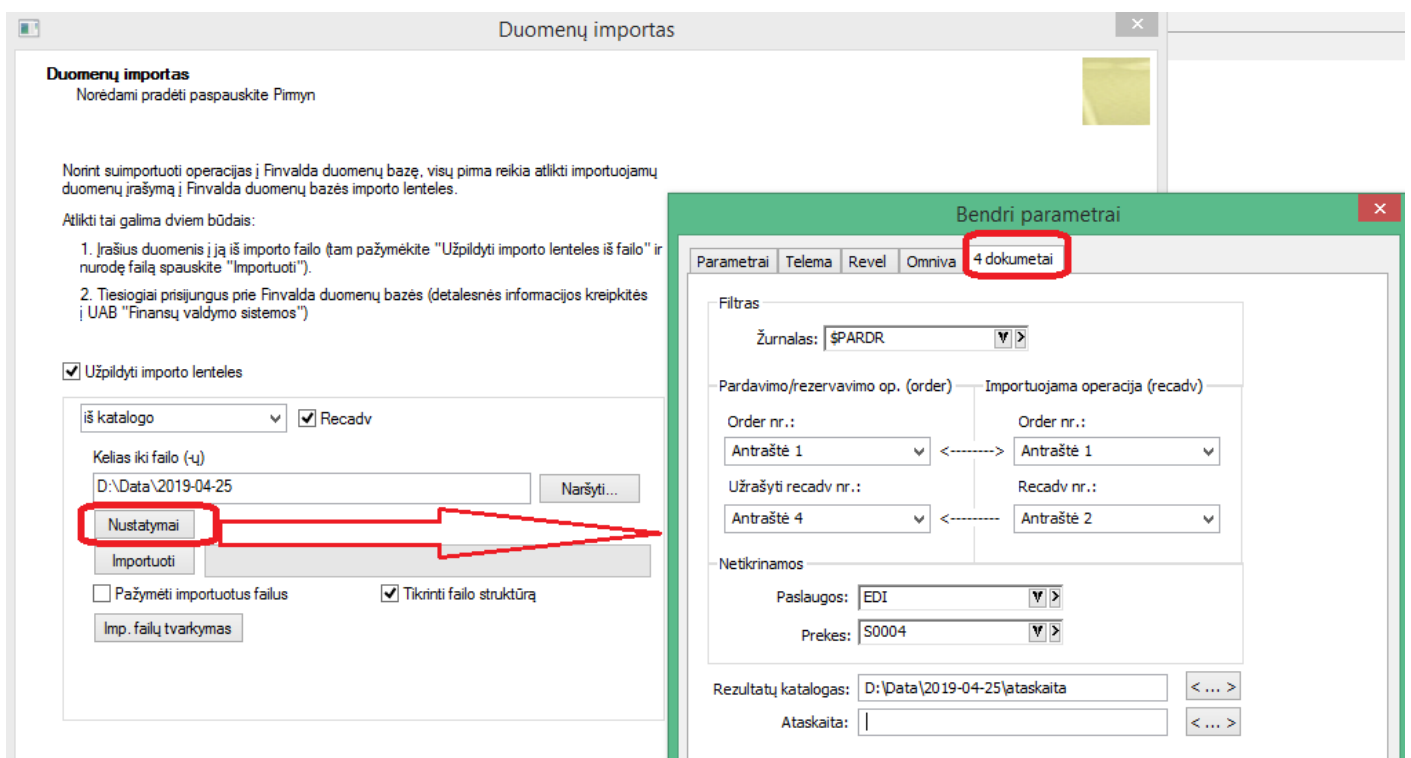 Duomenų importas
Duomenų importas
Norėdami pradėti paspauskite Pirmyn
Norint suimportuoti operacijas į Finvalda duomenų bazę, visų pirma reikia atlikti importuojamų
duomenų įrašymą į Finvalda duomenų bazės importo lenteles.
Atlikti tai galima dviem būdais:
1. Įrašius duomenis į ją iš importo failo (tam pažymėkite "Užpildyti importo lenteles iš failo" ir
nurodę failą spauskite "Importuoti").
2. Tiesiogiai prisijungus prie Finvalda duomenų bazės (detalesnės informacijos kreipkitės
į UAB "Finansų valdymo sistemos")
Užpildyti importo lenteles
iš katalogo
Recadv
Kelias iki failo (-ų)
D:\Data\2019-04-25
Naršyti...
Nustatymai
Importuoti
Pažymėti importuotus failus
Tikrinti failo struktūrą
Imp. failų tvarkymas
Bendri parametrai
Parametrai Telema Revel Omniva 4 dokumetai
Filtras
Žurnalas: $PARDR
Pardavimo/rezervavimo op. (order) Importuojama operacija (recadv)
Order nr.: Order nr.:
Antraštė 1 <--------> Antraštė 1
Užrašyti recadv nr.: Recadv nr.:
Antraštė 4 <--------- Antraštė 2
Netikrinamos
Paslaugos: EDI
Prekes: S0004
Rezultatų katalogas: D:\Data\2019-04-25\ataskaita < ... >
Ataskaita: < ... >